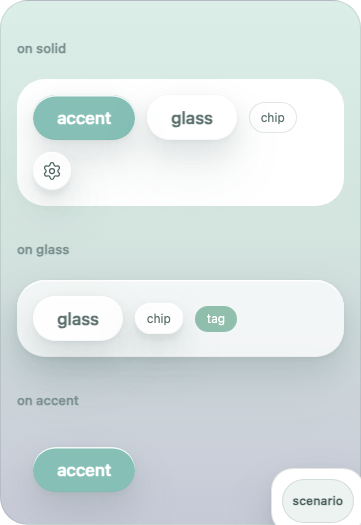 on solid
accent glass chip
on glass
glass chip tag
on accent
accent
scenario